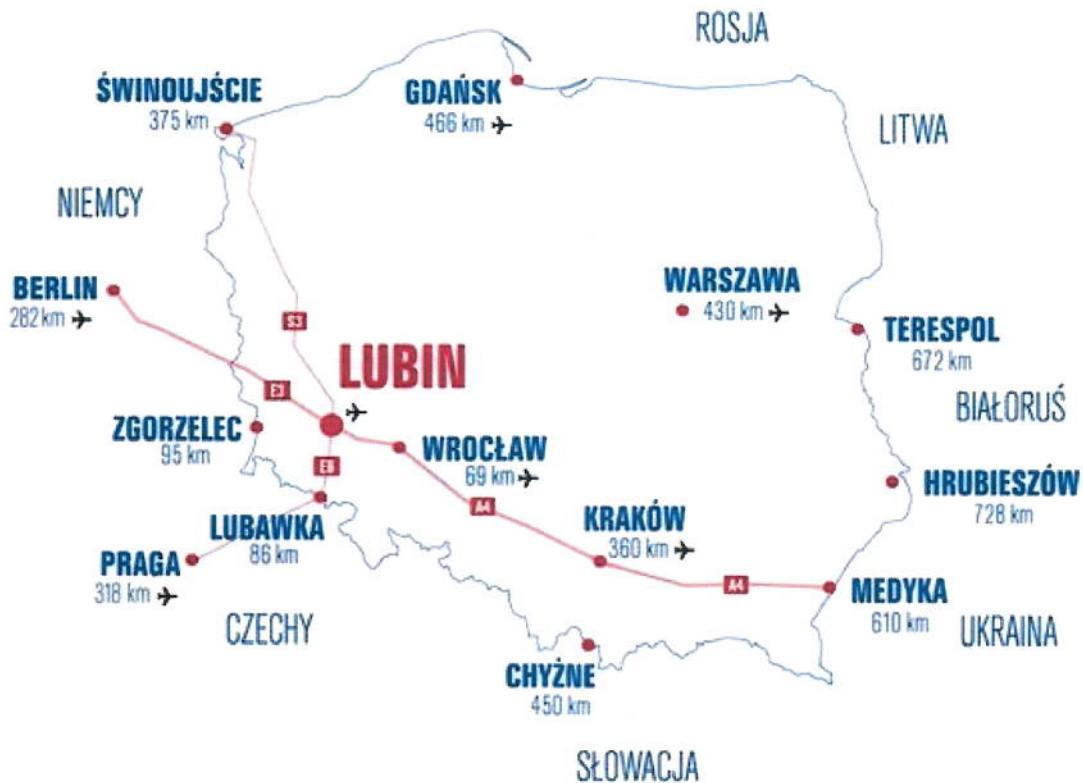 ROSJA
ŚWINOUJŚCIE
375 km
GDAŃSK
466 km
LITWA
NIEMCY
BERLIN
282 km
WARSZAWA
430 km
S3
TERESPOL
672 km
LUBIN
E3
BIAŁORUŚ
ZGORZELEC
95 km
WROCŁAW
69 km
E6
A4
HRUBIESZÓW
728 km
LUBAWKA
86 km
KRAKÓW
360 km
PRAGA
318 km
A4
MEDYKA
610 km
CZECHY
UKRAINA
CHYŻNE
450 km
SŁOWACJA